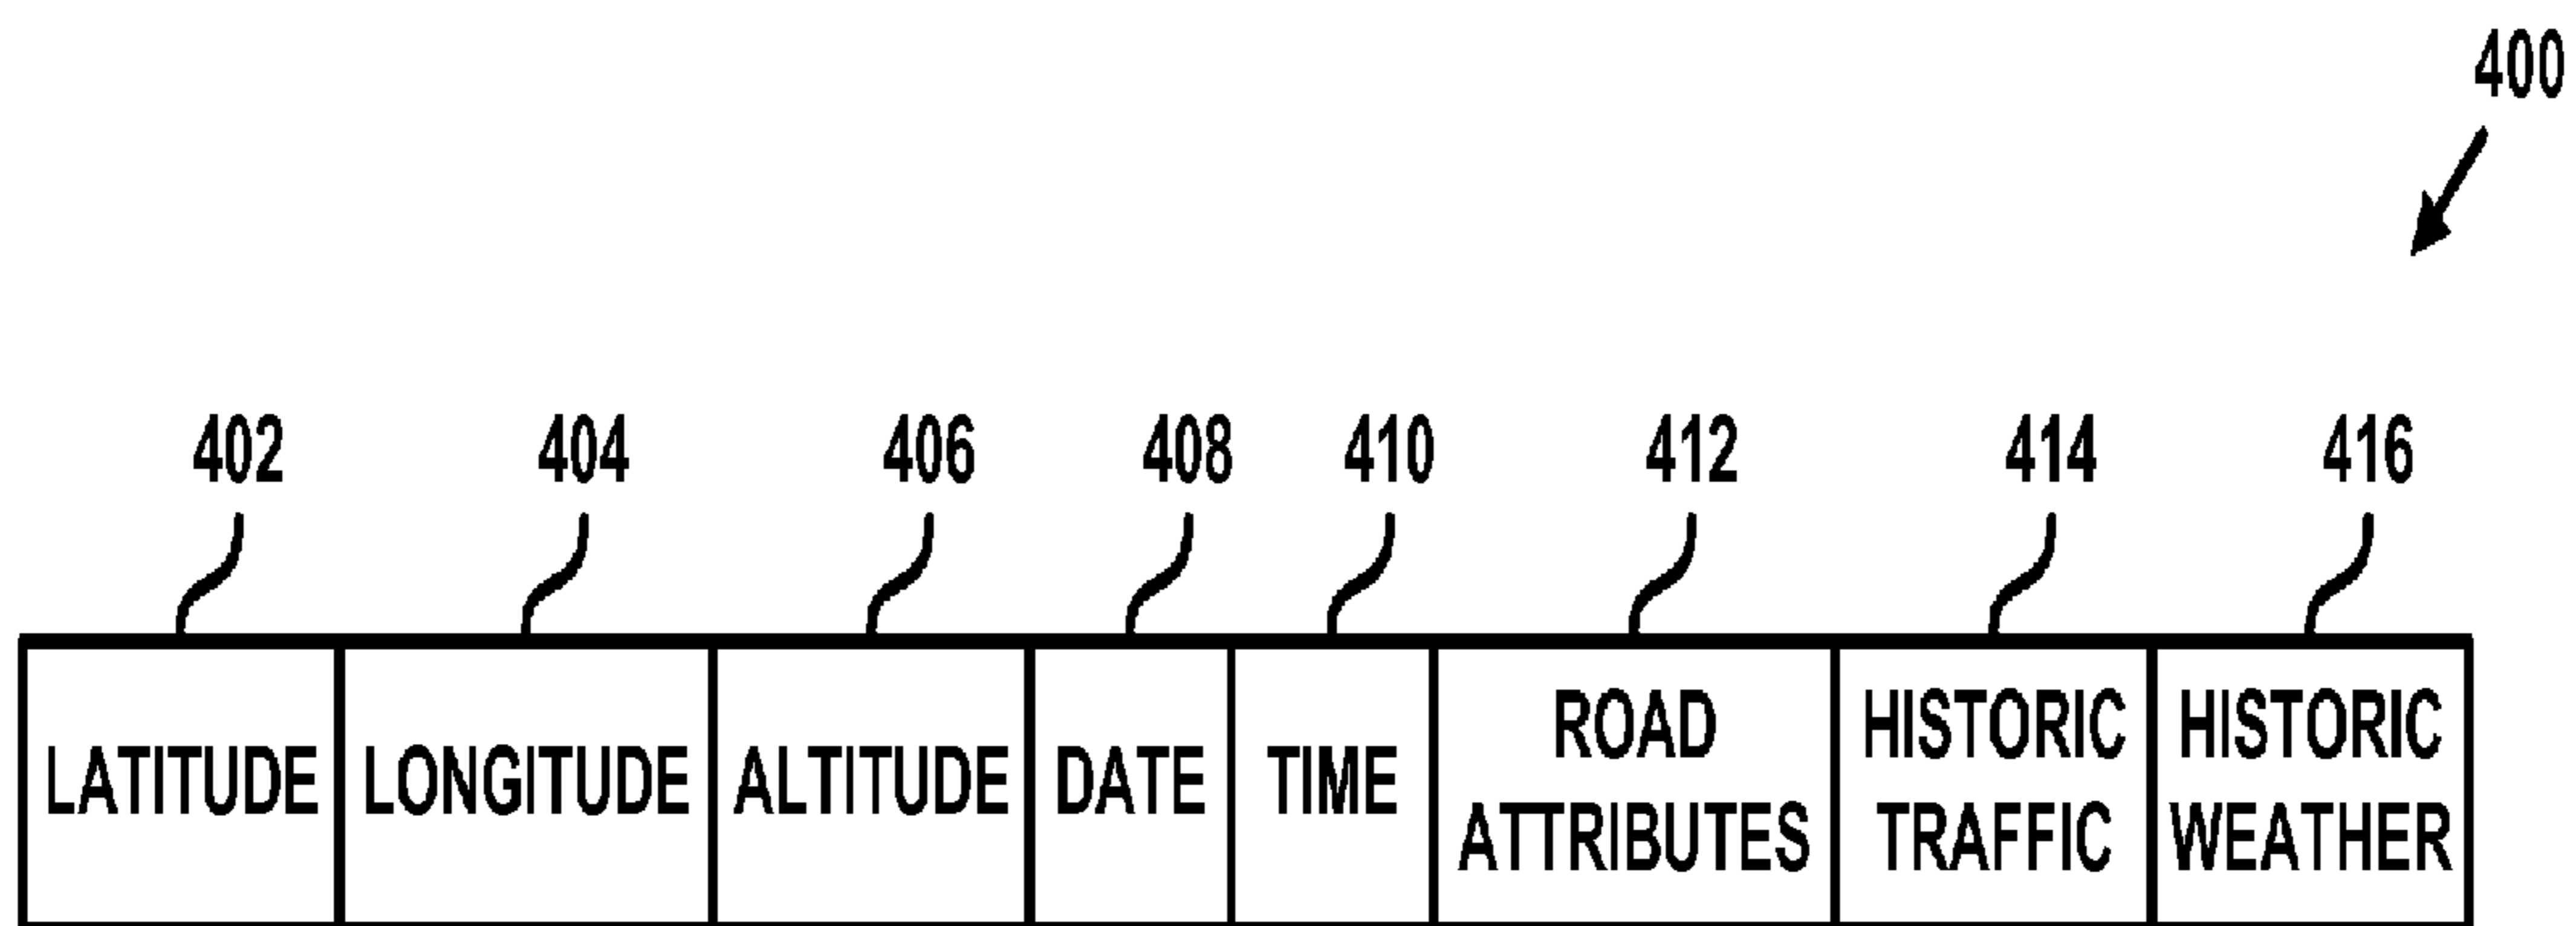 400
402 404 406 408 410 412 414 416
LATITUDE LONGITUDE ALTITUDE DATE TIME ROAD ATTRIBUTES HISTORIC TRAFFIC HISTORIC WEATHER